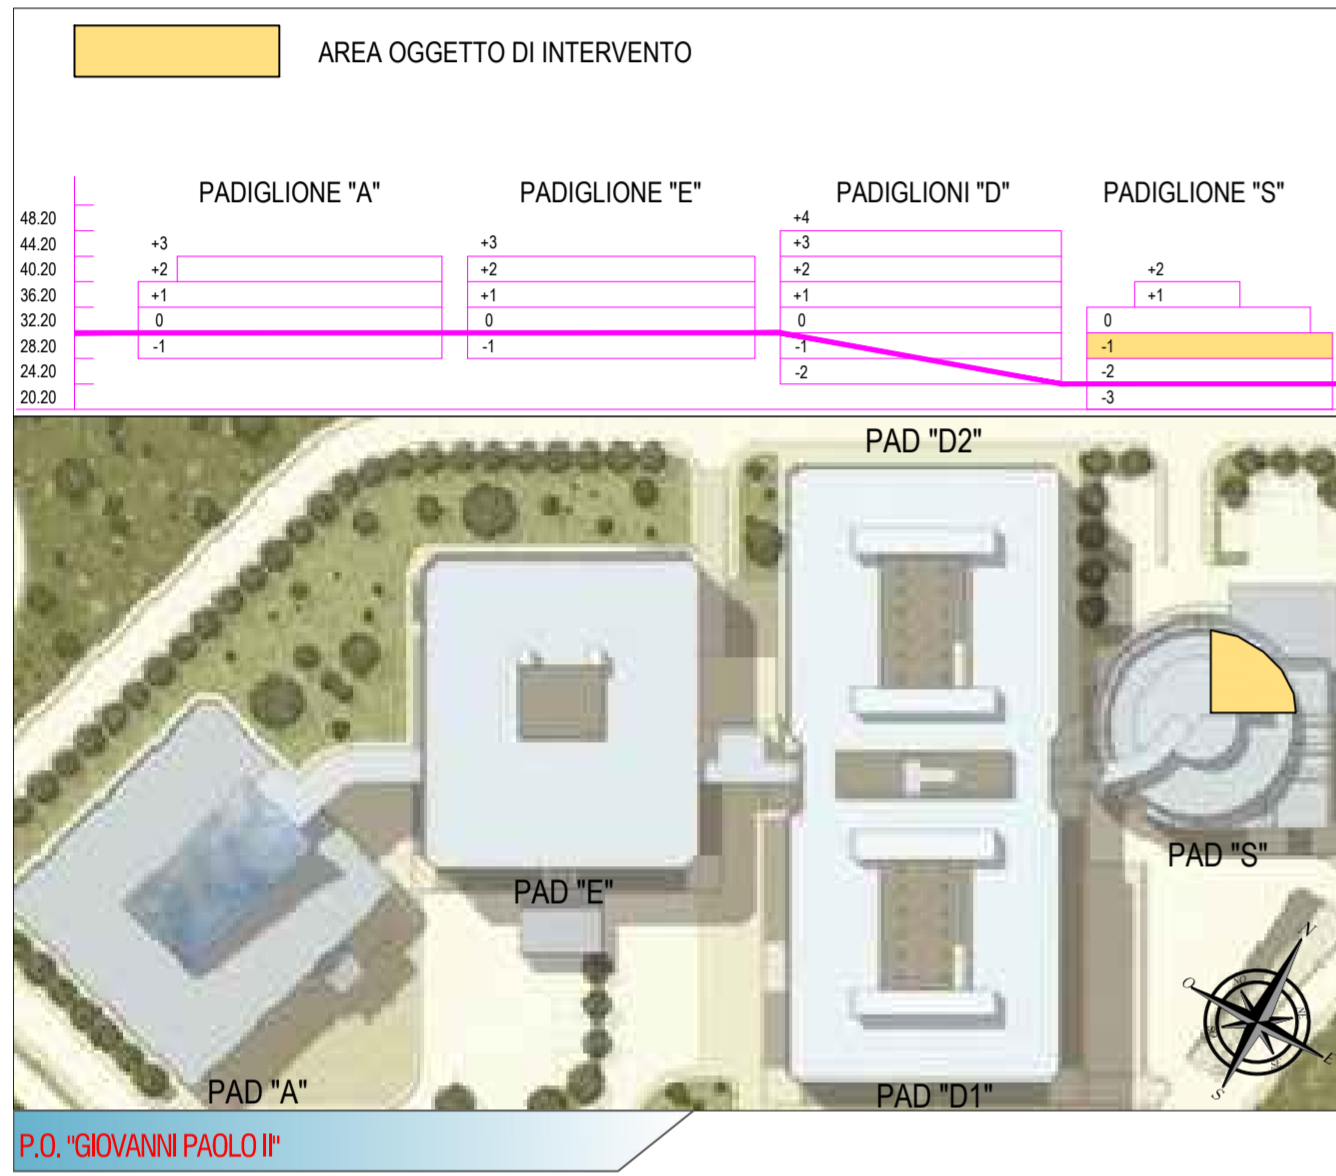 AREA OGGETTO DI INTERVENTO
PADIGLIONE "A" PADIGLIONE "E" PADIGLIONI "D" PADIGLIONE "S"
48.20 +4
44.20 +3 +3 +3
40.20 +2 +2 +2 +2
36.20 +1 +1 +1 +1
32.20 0 0 0 0
28.20 -1 -1 -1 -1
24.20 -2 -2
20.20 -3
PAD "D2"
PAD "S"
PAD "E"
N
O
E
S
PAD "A"
PAD "D1"
P.O. "GIOVANNI PAOLO II"